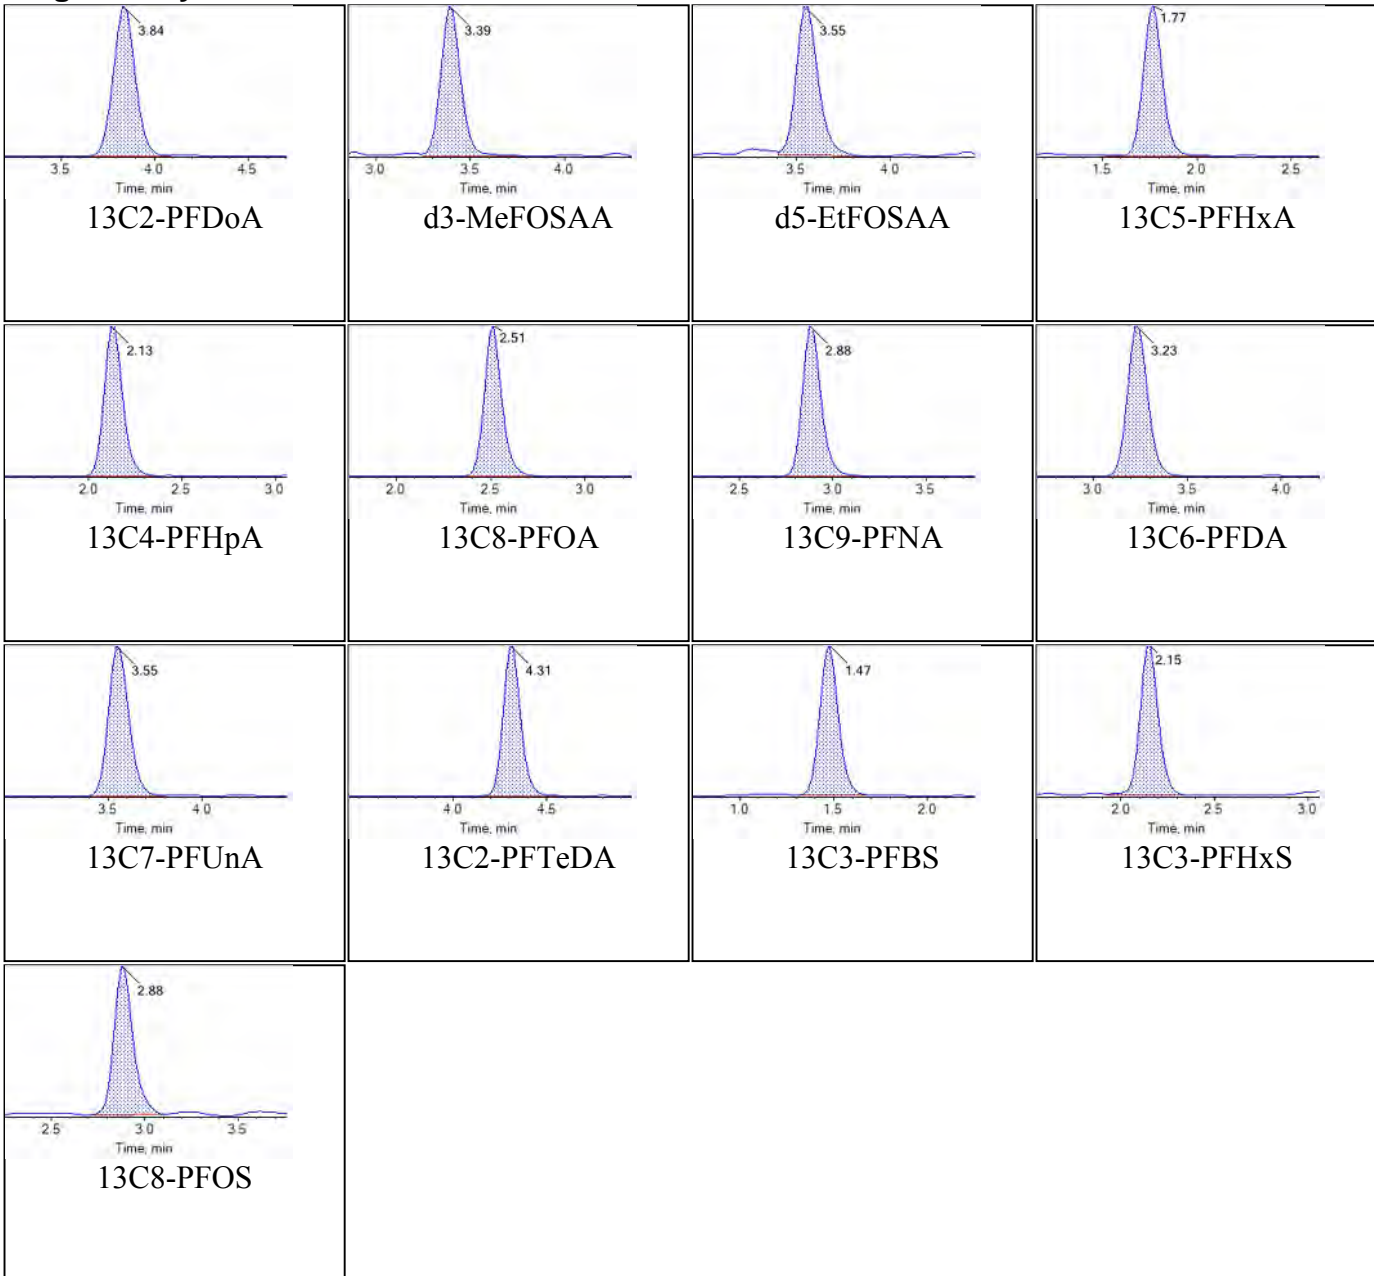 3.84
3.5 4.0 4.5
Time, min
13C2-PFDoA
3.39
3.0 3.5 4.0
Time, min
d3-MeFOSAA
3.55
3.5 4.0
Time, min
d5-EtFOSAA
1.77
1.5 2.0 2.5
Time, min
13C5-PFHxA
2.13
2.0 2.5 3.0
Time, min
13C4-PFHpA
2.51
2.0 2.5 3.0
Time, min
13C8-PFOA
2.88
2.5 3.0 3.5
Time, min
13C9-PFNA
3.23
3.0 3.5 4.0
Time, min
13C6-PFDA
3.55
3.5 4.0
Time, min
13C7-PFUnA
4.31
4.0 4.5
Time, min
13C2-PFTeDA
1.47
1.0 1.5 2.0
Time, min
13C3-PFBS
2.15
2.0 2.5 3.0
Time, min
13C3-PFHxS
2.88
2.5 3.0 3.5
Time, min
13C8-PFOS